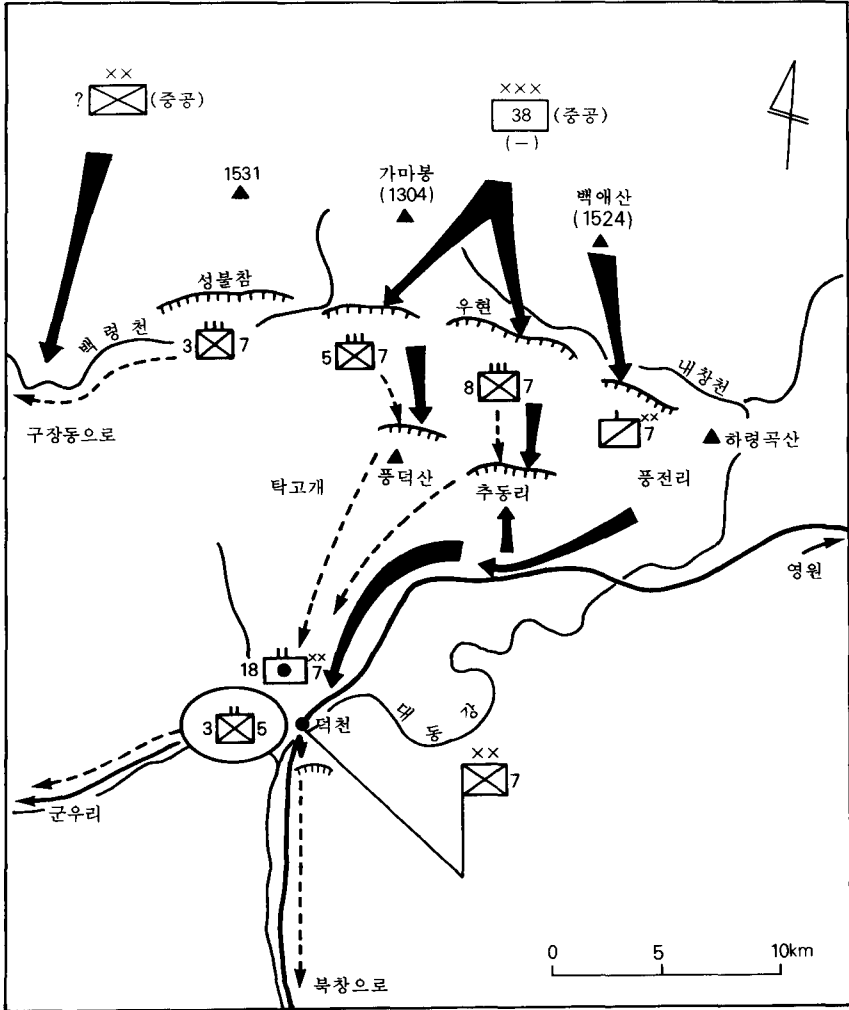 ××
? (중공)
×××
38 (중공)
(-)
1531
가마봉
(1304)
백애산
(1524)
성불참
우현
백령천
3 7
5 7
8 7
내창천
××
7
하령곡산
구장동으로
탁고개
풍덕산
추동리
풍전리
영원
18 ××
7
3 5
덕천
대동강
××
7
군우리
북창으로
0 5 10km